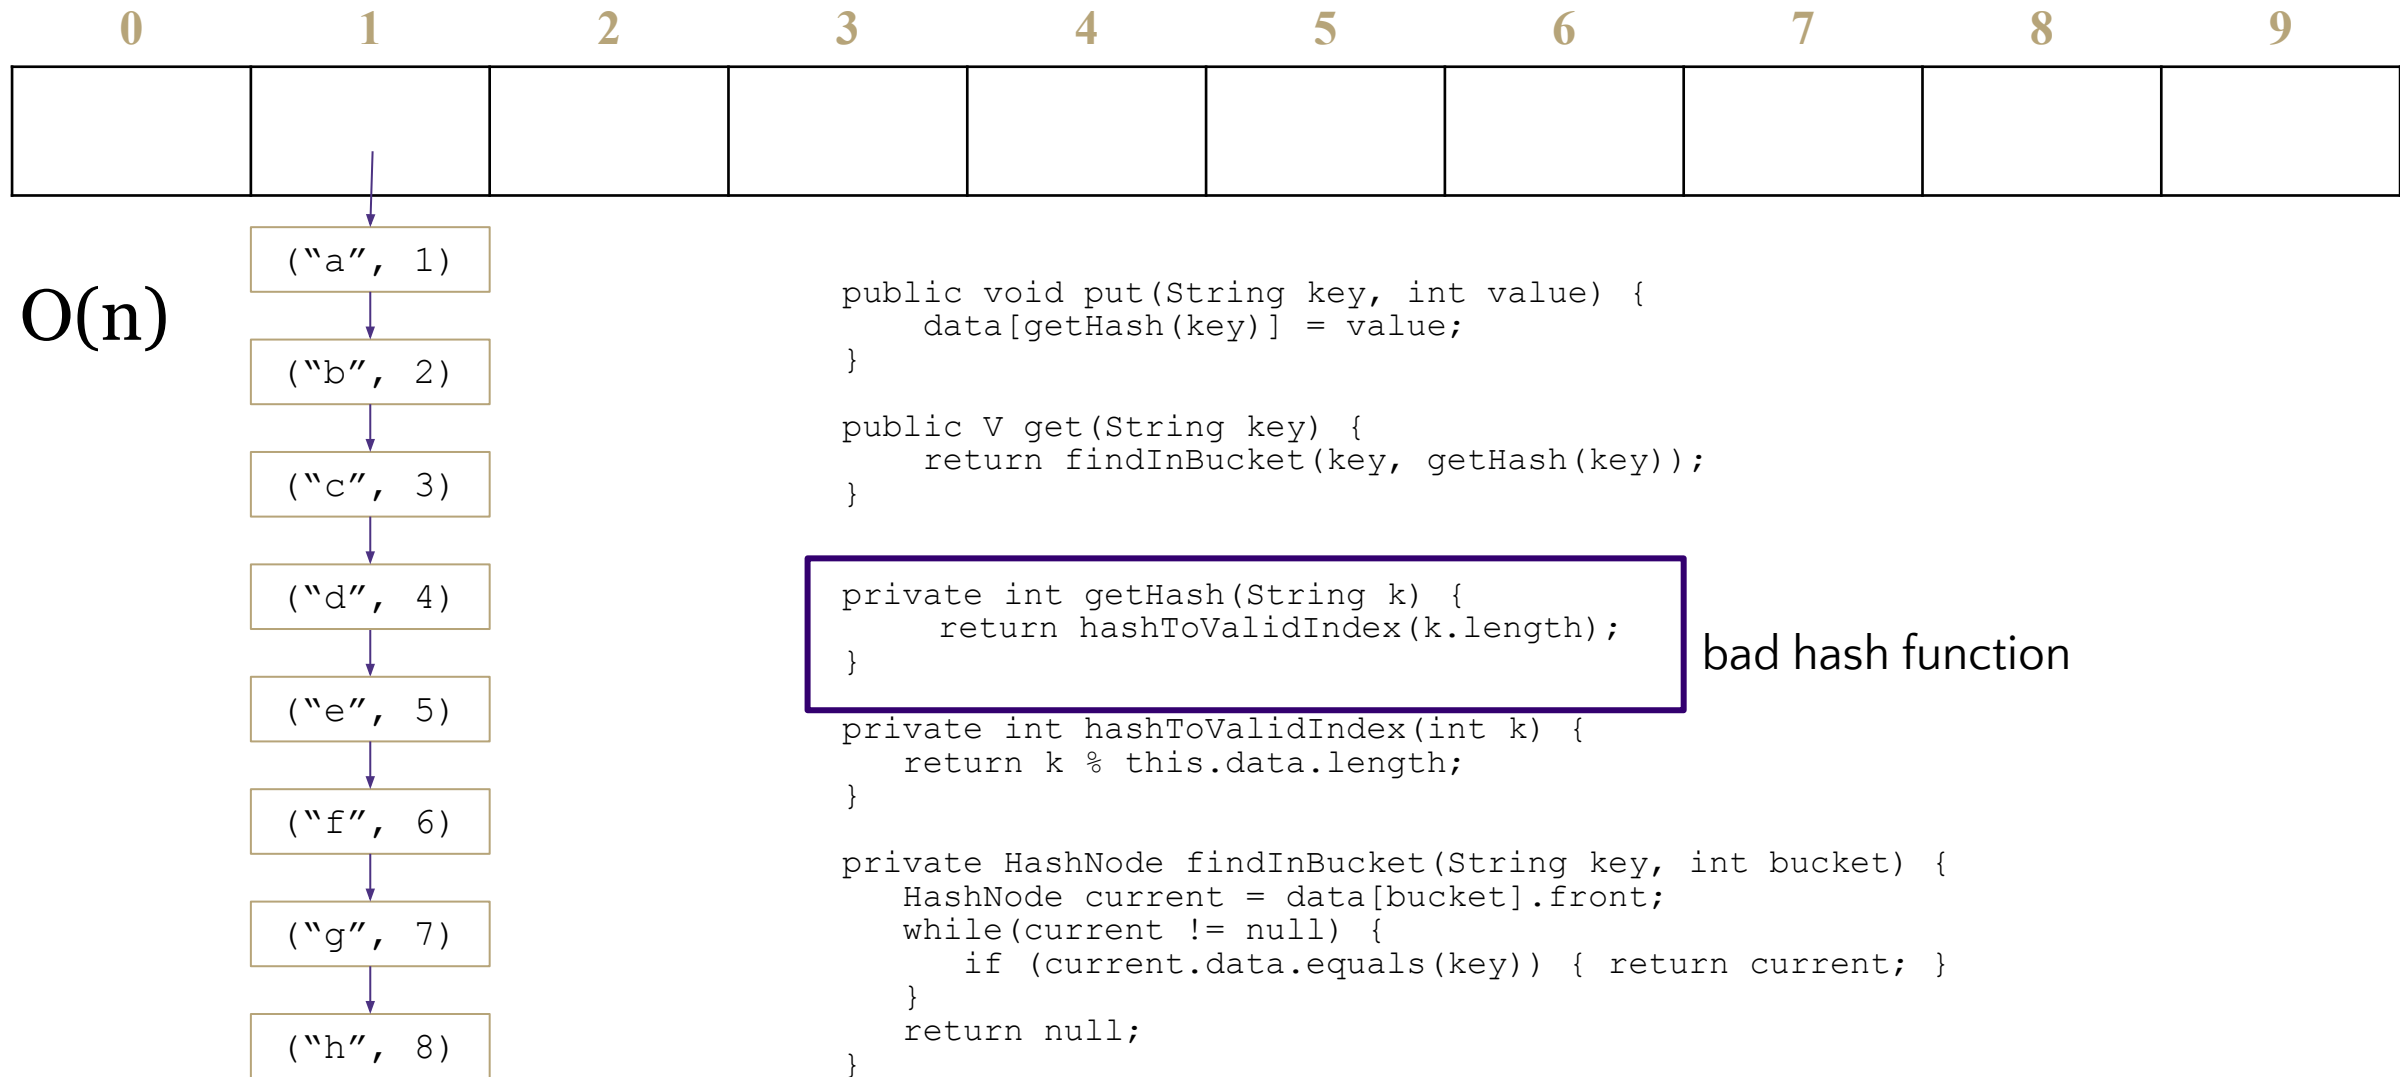 0 1 2 3 4 5 6 7 8 9
(“a”, 1)
O(n)
(“b”, 2)
(“c”, 3)
(“d”, 4)
(“e”, 5)
(“f”, 6)
(“g”, 7)
(“h”, 8)
public void put(String key, int value) {
data[getHash(key)] = value;
}
public V get(String key) {
return findInBucket(key, getHash(key));
}
private int getHash(String k) {
return hashToValidIndex(k.length);
}
bad hash function
private int hashToValidIndex(int k) {
return k % this.data.length;
}
private HashNode findInBucket(String key, int bucket) {
HashNode current = data[bucket].front;
while(current != null) {
if (current.data.equals(key)) { return current; }
}
return null;
}